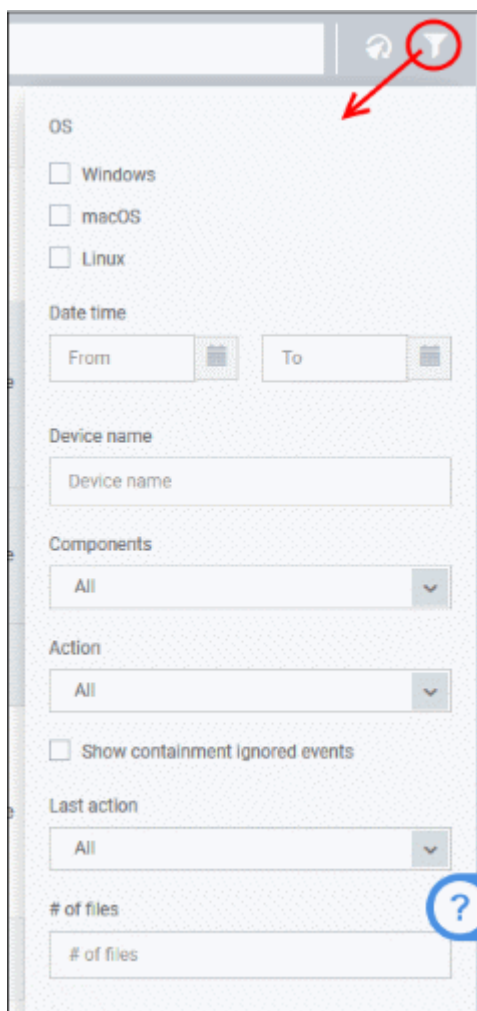 OS
Windows
macOS
Linux
Date time
From To
Device name
Device name
Components
All
Action
All
Show containment ignored events
Last action
All
?
# of files
# of files